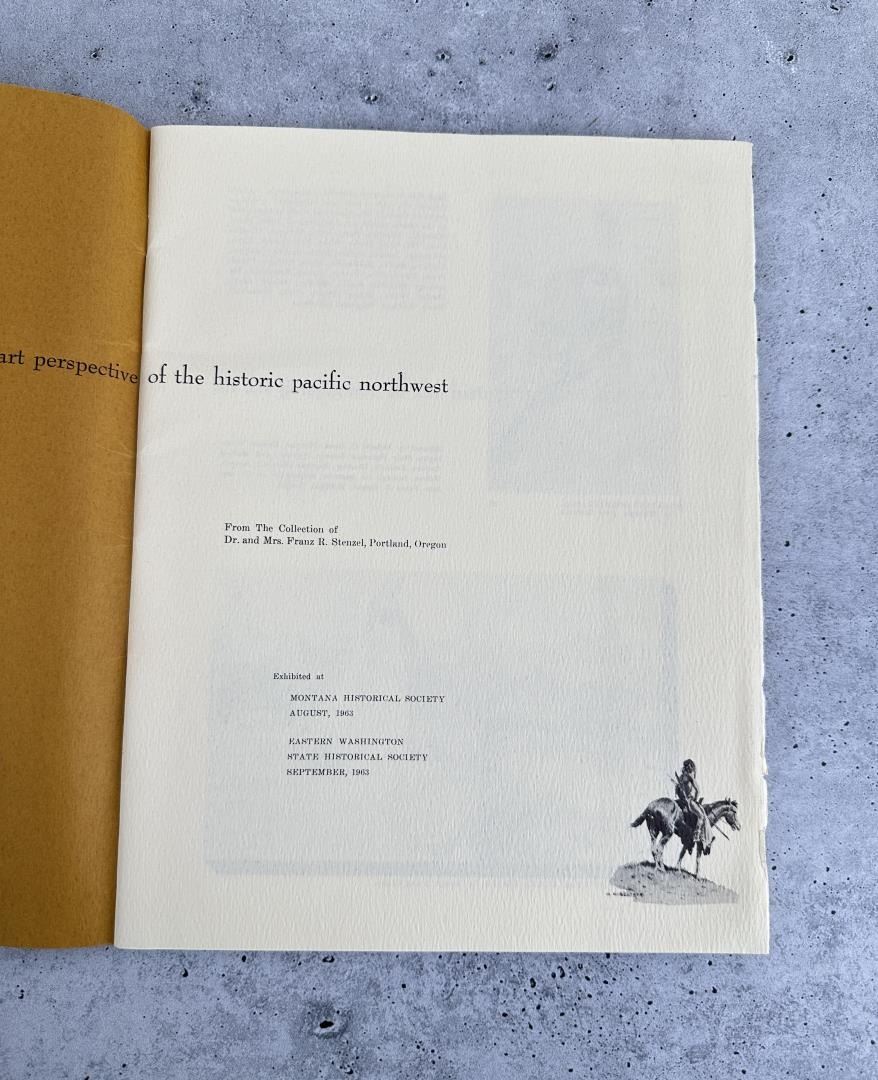 art perspective of the historic pacific northwest
From The Collection of
Dr. and Mrs. Franz R. Stenzel, Portland, Oregon
Exhibited at
MONTANA HISTORICAL SOCIETY
AUGUST, 1963
EASTERN WASHINGTON
STATE HISTORICAL SOCIETY
SEPTEMBER, 1963